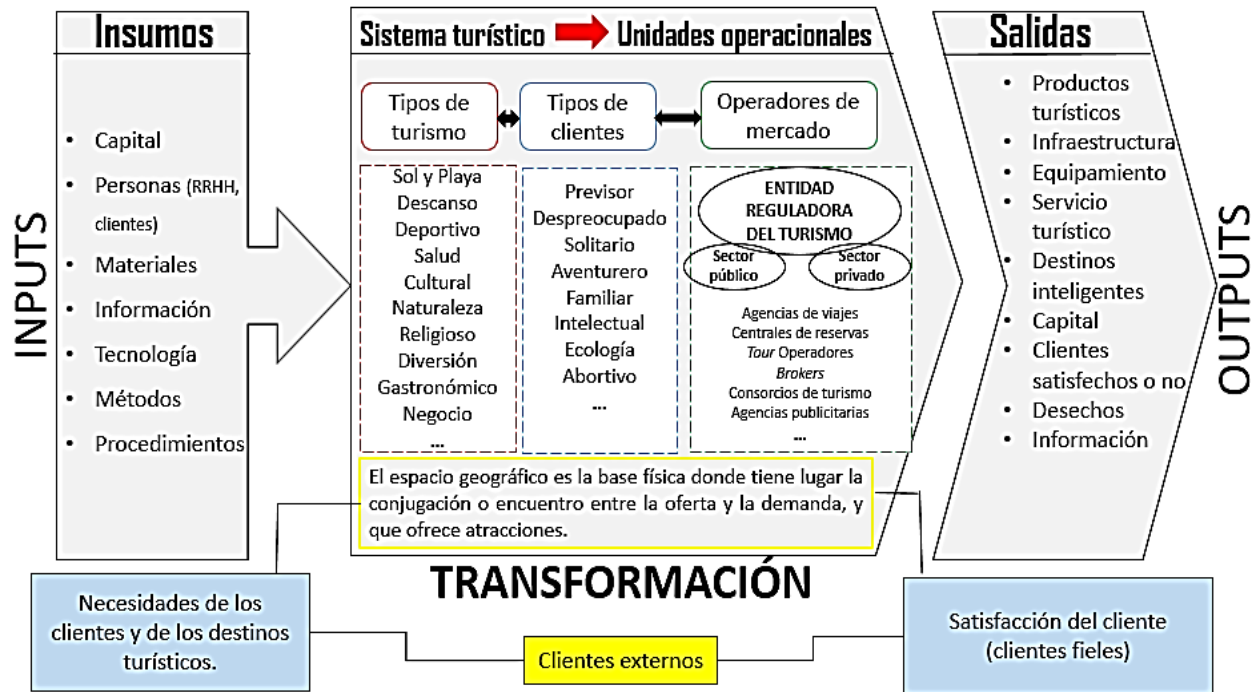 INPUTS
Insumos
• Capital
• Personas (RRHH,
clientes)
• Materiales
• Información
• Tecnología
• Métodos
• Procedimientos
Sistema turístico Unidades operacionales
Tipos de
turismo
Tipos de
clientes
Operadores de
mercado
Sol y Playa
Descanso
Deportivo
Salud
Cultural
Naturaleza
Religioso
Diversión
Gastronómico
Negocio
...
Previsor
Despreocupado
Solitario
Aventurero
Familiar
Intelectual
Ecología
Abortivo
...
ENTIDAD
REGULADORA
DEL TURISMO
Sector
público
Sector
privado
Agencias de viajes
Centrales de reservas
Tour Operadores
Brokers
Consorcios de turismo
Agencias publicitarias
...
El espacio geográfico es la base física donde tiene lugar la
conjugación o encuentro entre la oferta y la demanda, y
que ofrece atracciones.
TRANSFORMACIÓN
Salidas
• Productos
turísticos
• Infraestructura
• Equipamiento
• Servicio
turístico
• Destinos
inteligentes
• Capital
• Clientes
satisfechos o no
• Desechos
• Información
OUTPUTS
Necesidades de los
clientes y de los destinos
turísticos.
Clientes externos
Satisfacción del cliente
(clientes fieles)